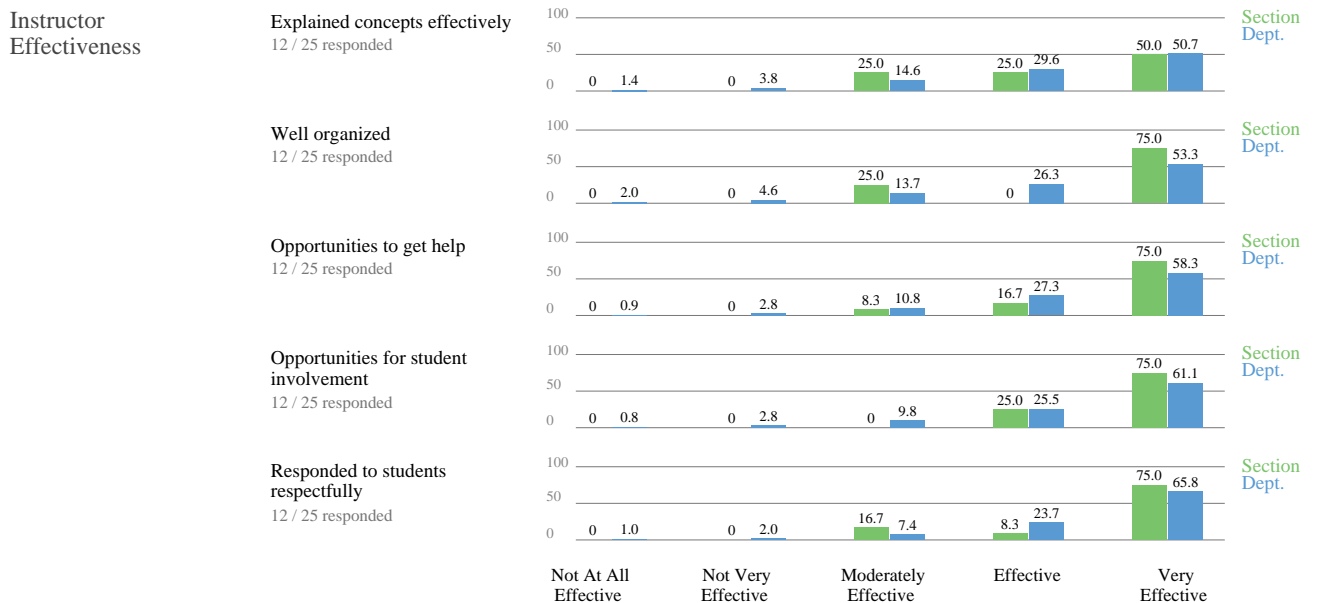 Instructor
Effectiveness
Explained concepts effectively
12 / 25 responded
100
50
0
0 1.4 0 3.8 25.0 14.6 25.0 29.6 50.0 50.7
Section
Dept.
Well organized
12 / 25 responded
100
50
0
0 2.0 0 4.6 25.0 13.7 0 26.3 75.0 53.3
Section
Dept.
Opportunities to get help
12 / 25 responded
100
50
0
0 0.9 0 2.8 8.3 10.8 16.7 27.3 75.0 58.3
Section
Dept.
Opportunities for student
involvement
12 / 25 responded
100
50
0
0 0.8 0 2.8 0 9.8 25.0 25.5 75.0 61.1
Section
Dept.
Responded to students
respectfully
12 / 25 responded
100
50
0
0 1.0 0 2.0 16.7 7.4 8.3 23.7 75.0 65.8
Section
Dept.
Not At All
Effective
Not Very
Effective
Moderately
Effective
Effective
Very
Effective